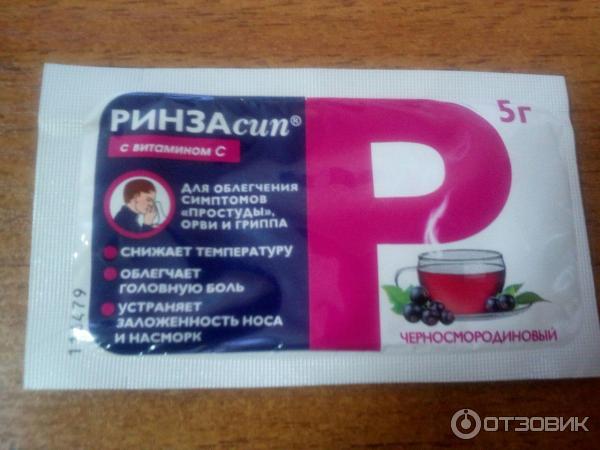 РИНЗАсип®
с витамином С
5г
ДЛЯ ОБЛЕГЧЕНИЯ
СИМПТОМОВ
«ПРОСТУДЫ»,
ОРВИ И ГРИППА
СНИЖАЕТ ТЕМПЕРАТУРУ
ОБЛЕГЧАЕТ
ГОЛОВНУЮ БОЛЬ
УСТРАНЯЕТ
ЗАЛОЖЕННОСТЬ НОСА
И НАСМОРК
Р
ЧЕРНОСМОРОДИНОВЫЙ
ОТЗОВИК